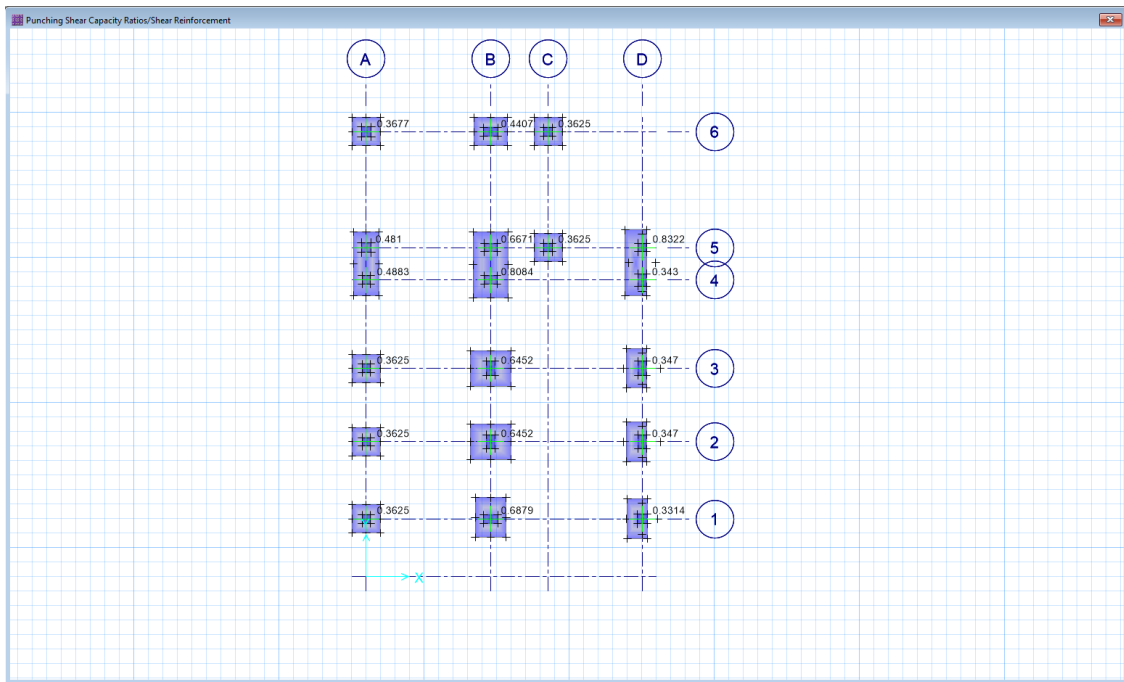 Punching Shear Capacity Ratios/Shear Reinforcement
A B C D
0.3677 0.4407 0.3625 6
0.481 0.6671 0.3625 0.8322 5
0.4883 0.8084 0.343 4
0.3625 0.6452 0.347 3
0.3625 0.6452 0.347 2
0.3625 0.6879 0.3314 1
Y
X